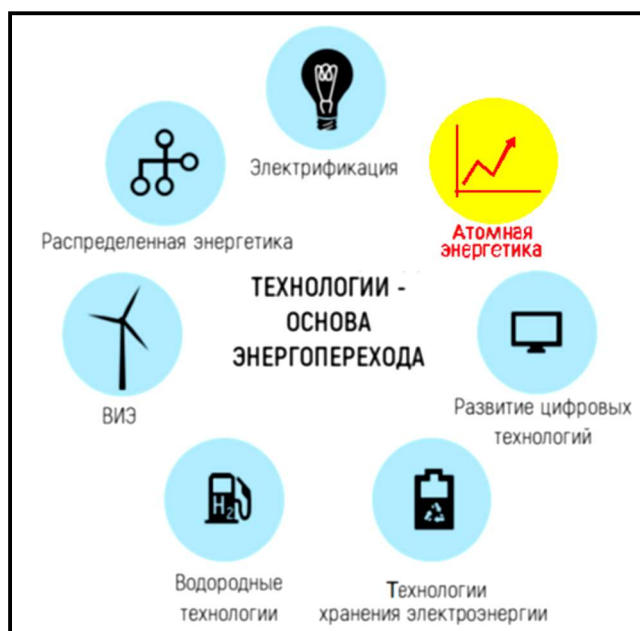 Электрификация
Атомная
энергетика
Распределенная энергетика
ТЕХНОЛОГИИ -
ОСНОВА
ЭНЕРГОПЕРЕХОДА
ВИЭ
Развитие цифровых
технологий
H2
Водородные
технологии
Технологии
хранения электроэнергии